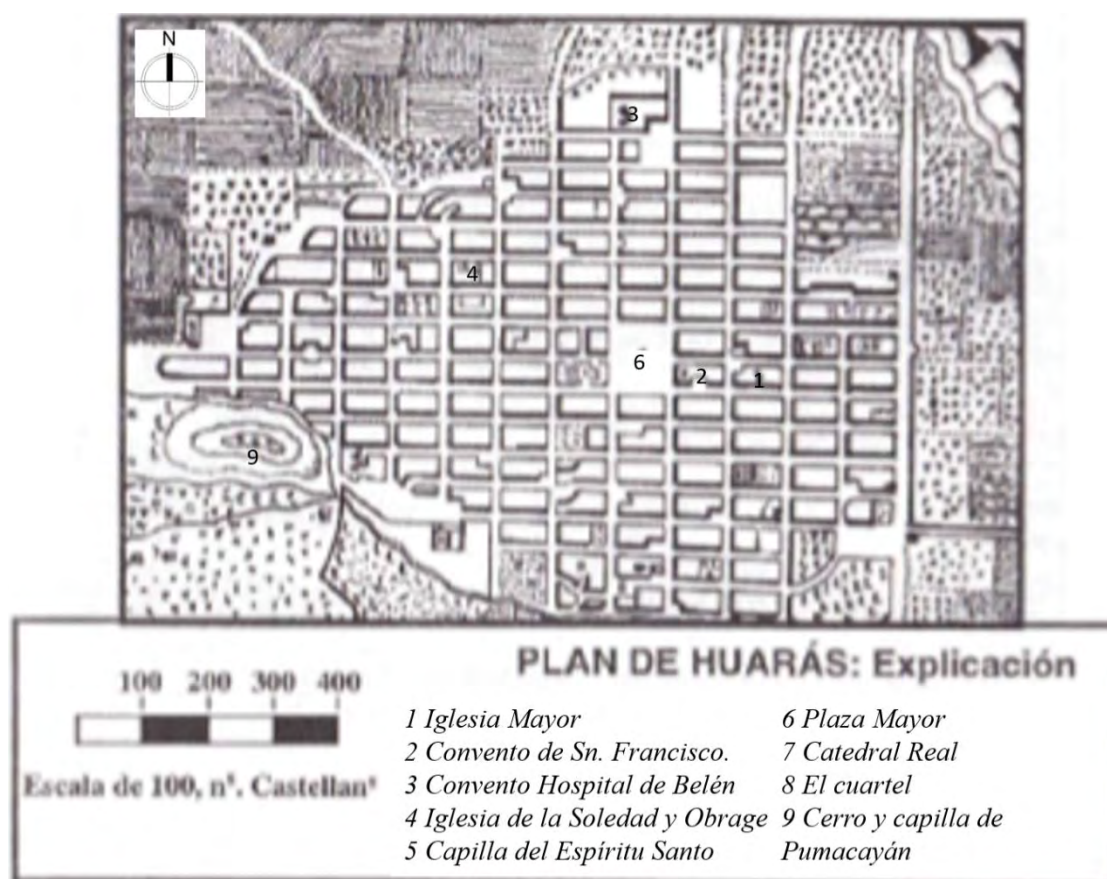 N
3
4
6
2
1
9
PLAN DE HUARÁS: Explicación
100 200 300 400
Escala de 100, nˢ. Castellanˢ
1 Iglesia Mayor
2 Convento de Sn. Francisco.
3 Convento Hospital de Belén
4 Iglesia de la Soledad y Obrage
5 Capilla del Espíritu Santo
6 Plaza Mayor
7 Catedral Real
8 El cuartel
9 Cerro y capilla de
Pumacayán